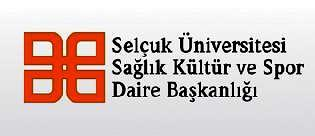 Selçuk Üniversitesi
Sağlık Kültür ve Spor
Daire Başkanlığı